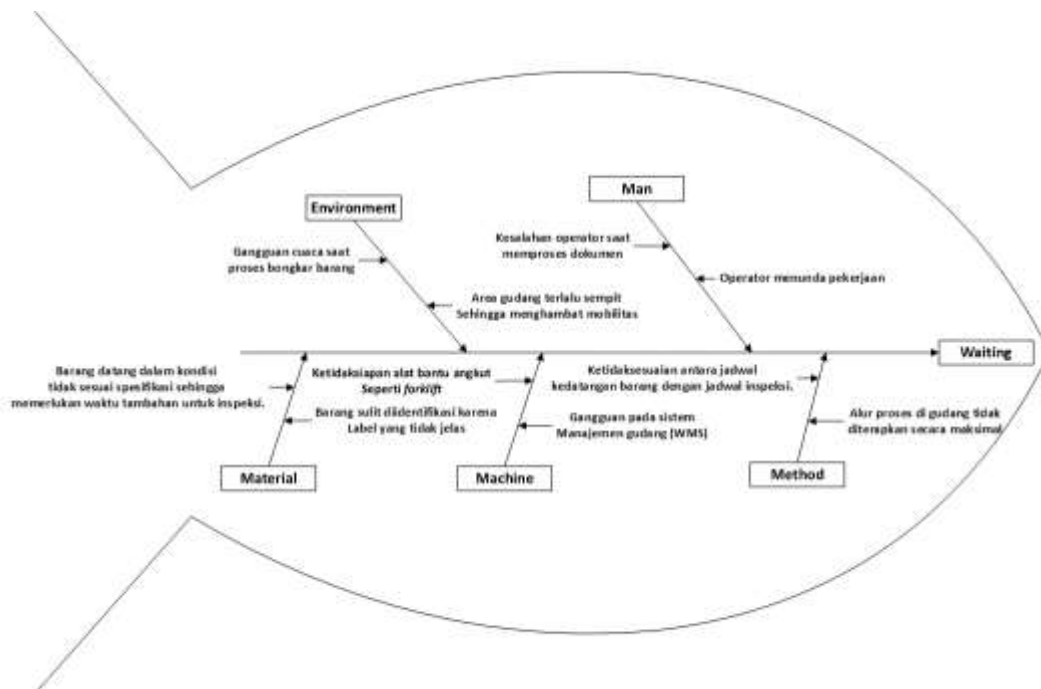 Man
Environment
Kesalahan operator saat
memproses dokumen
Gangguan cuaca saat
proses bongkar barang
Operator menunda pekerjaan
Area gudang terlalu sempit
Sehingga menghambat mobilitas
Waiting
Barang datang dalam kondisi
tidak sesuai spesifikasi sehingga
memerlukan waktu tambahan untuk inspeksi.
Barang sulit diidentifikasi karena
Label yang tidak jelas
Ketidaksiapan alat bantu angkut
Seperti forklift
Gangguan pada sistem
Manajemen gudang (WMS)
Ketidaksesuaian antara jadwal
kedatangan barang dengan jadwal inspeksi.
Alur proses di gudang tidak
diterapkan secara maksimal
Material
Machine
Method